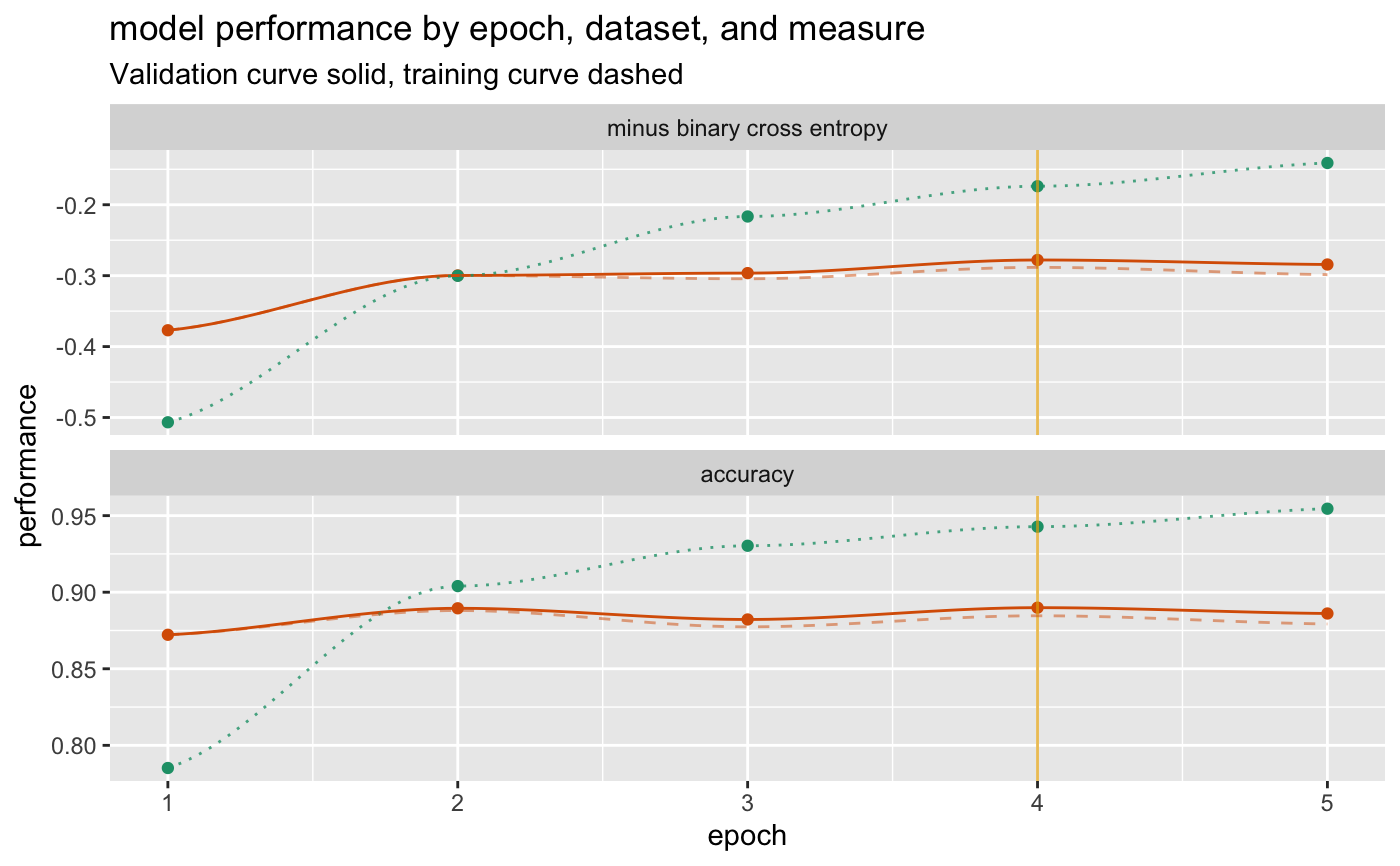 model performance by epoch, dataset, and measure
Validation curve solid, training curve dashed
minus binary cross entropy
-0.2
-0.3
-0.4
-0.5
performance
accuracy
0.95
0.90
0.85
0.80
1 2 3 4 5
epoch